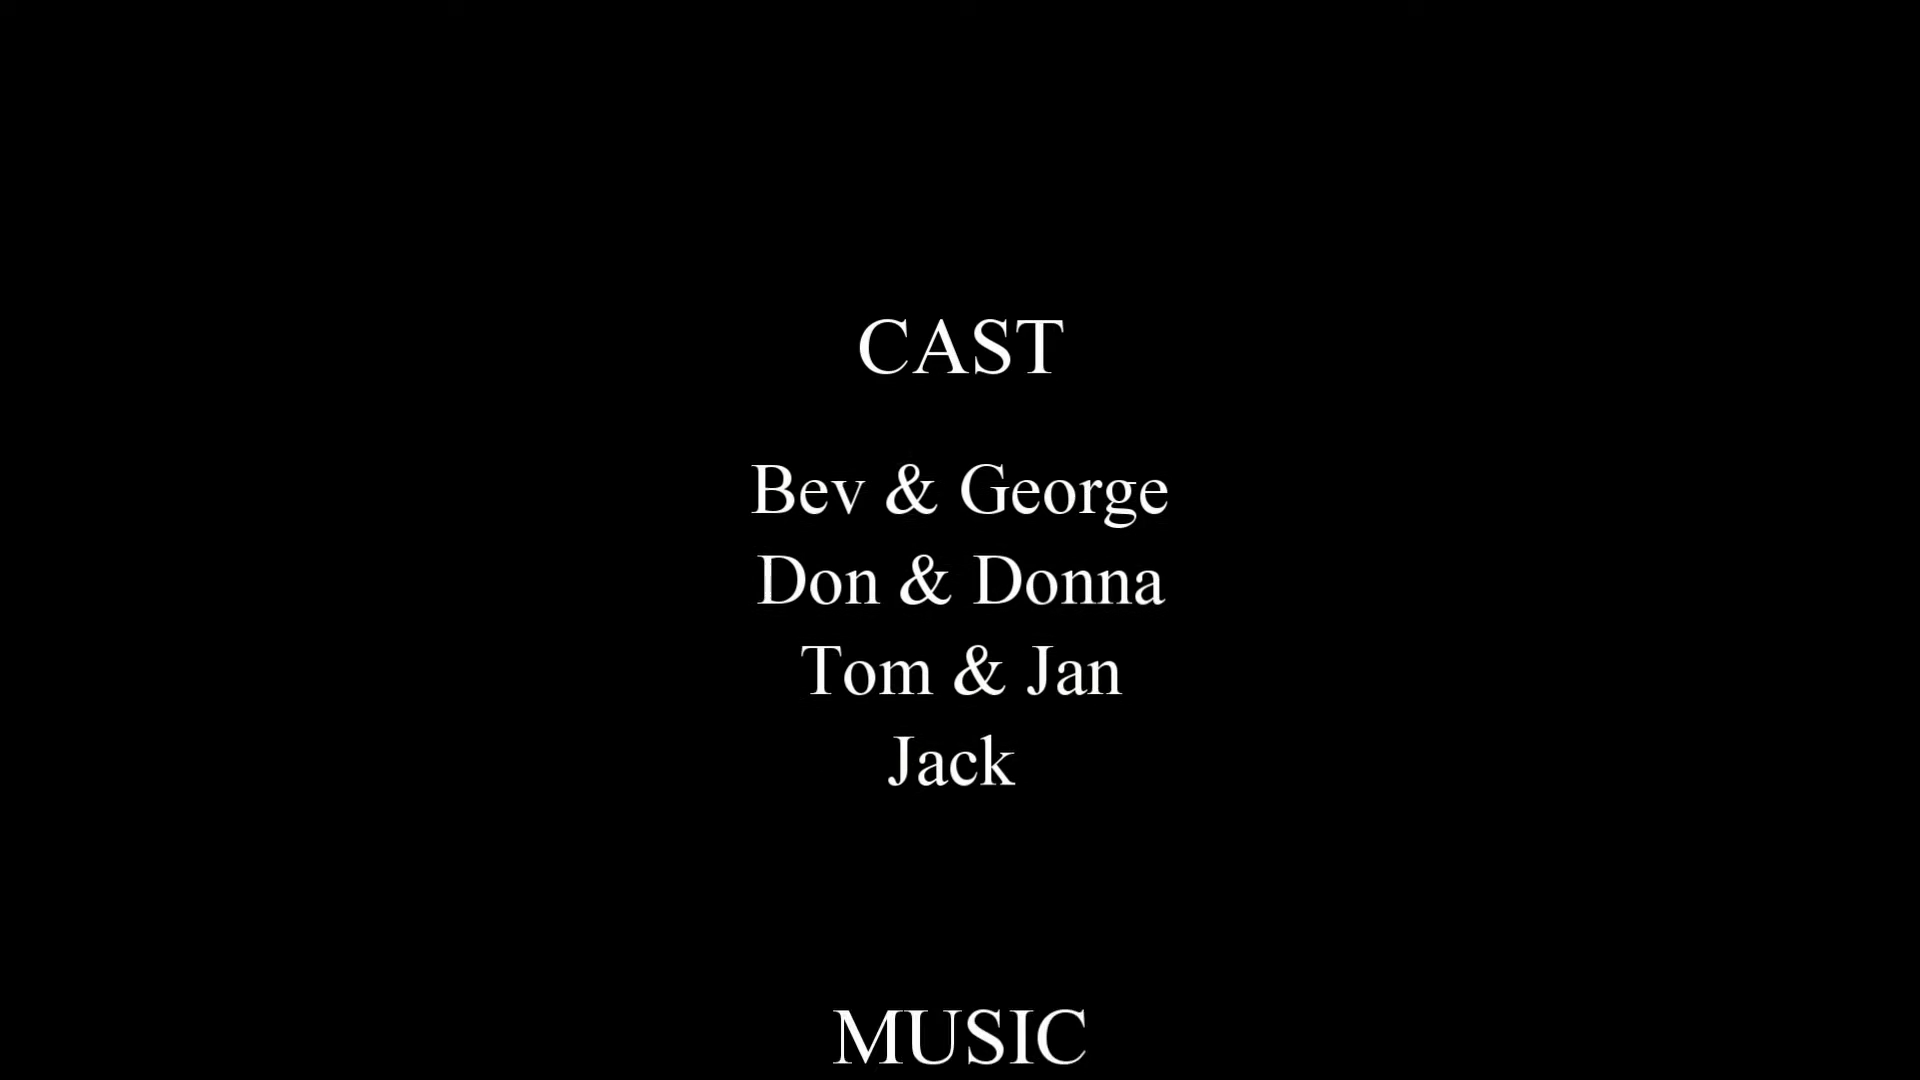 CAST
Bev & George
Don & Donna
Tom & Jan
Jack
MUSIC